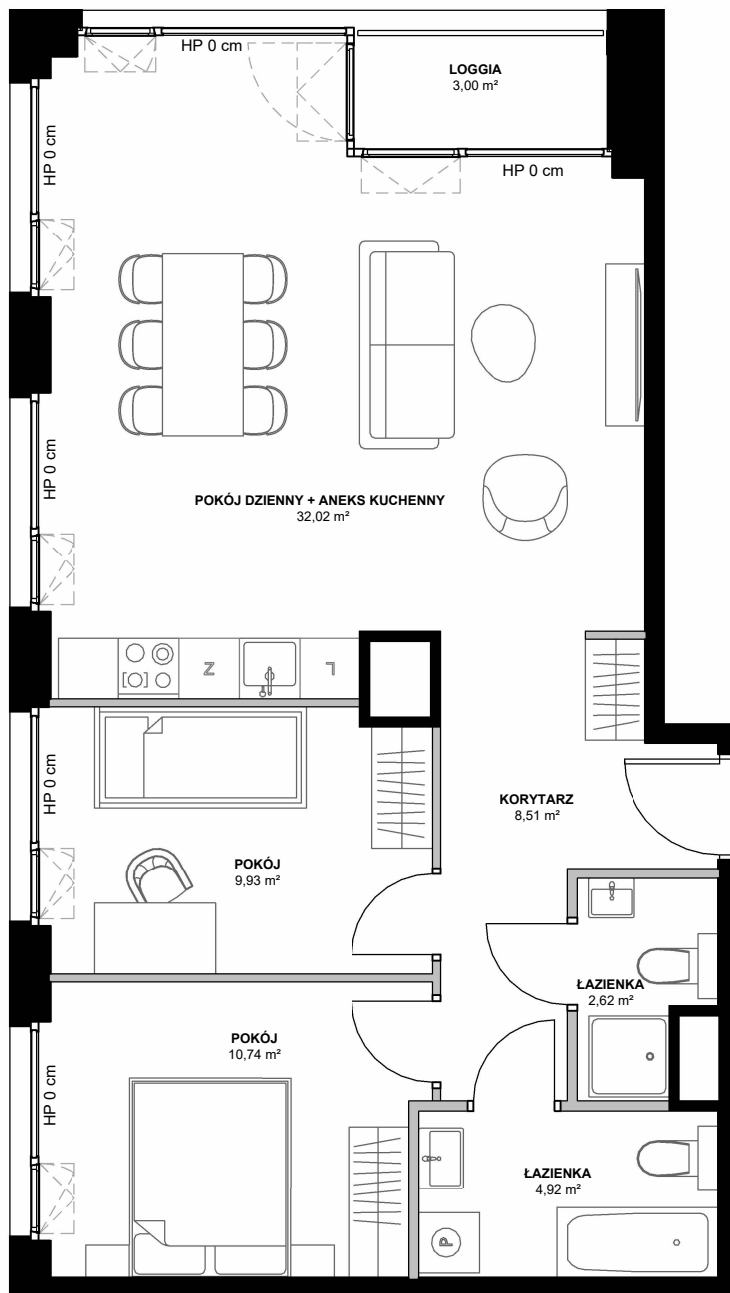 HP 0 cm
LOGGIA
3,00 m²
HP 0 cm
HP 0 cm
HP 0 cm
POKÓJ DZIENNY + ANEKS KUCHENNY
32,02 m²
Z
L
HP 0 cm
KORYTARZ
8,51 m²
POKÓJ
9,93 m²
ŁAZIENKA
2,62 m²
POKÓJ
10,74 m²
HP 0 cm
ŁAZIENKA
4,92 m²
P